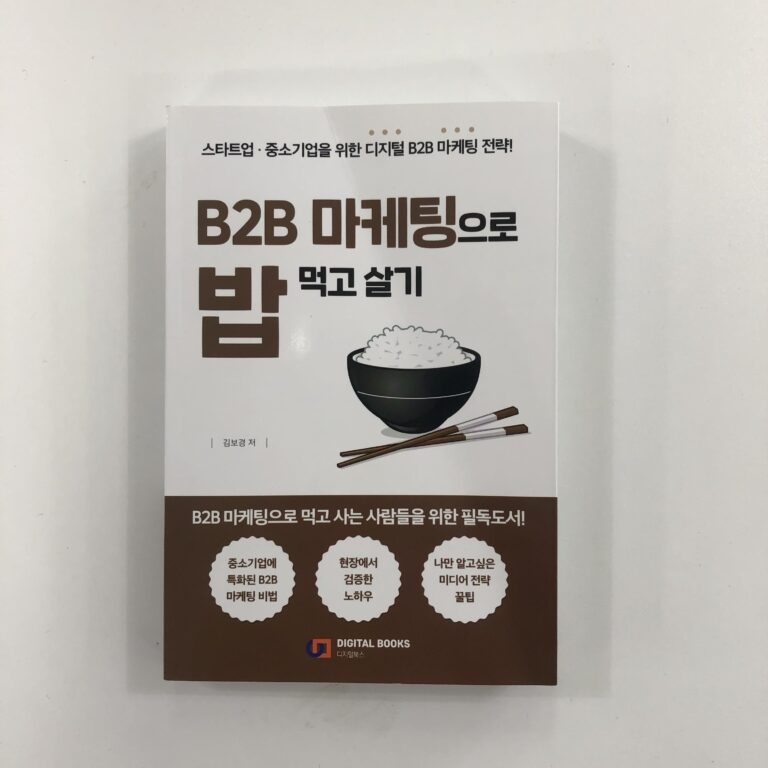 스타트업 · 중소기업을 위한 디지털 B2B 마케팅 전략!
B2B 마케팅으로
밥 먹고 살기
| 김보경 저 |
B2B 마케팅으로 먹고 사는 사람들을 위한 필독도서!
중소기업에
특화된 B2B
마케팅 비법
현장에서
검증한
노하우
나만 알고싶은
미디어 전략
꿀팁
DIGITAL BOOKS
디지털북스